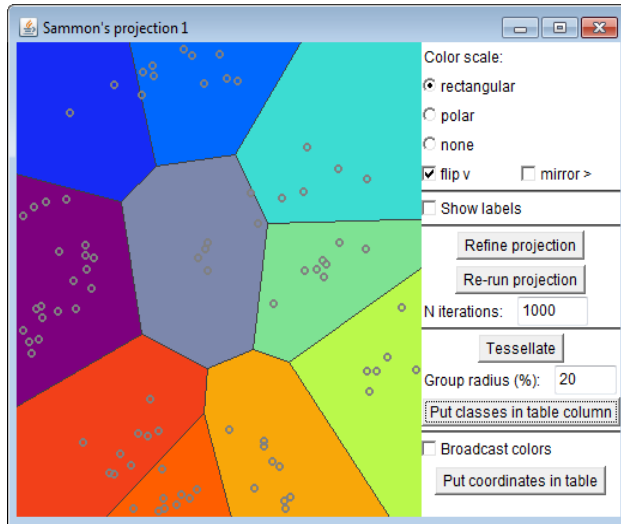 Sammon's projection 1
Color scale:
rectangular
polar
none
flip v mirror >
Show labels
Refine projection
Re-run projection
N iterations: 1000
Tessellate
Group radius (%): 20
Put classes in table column
Broadcast colors
Put coordinates in table